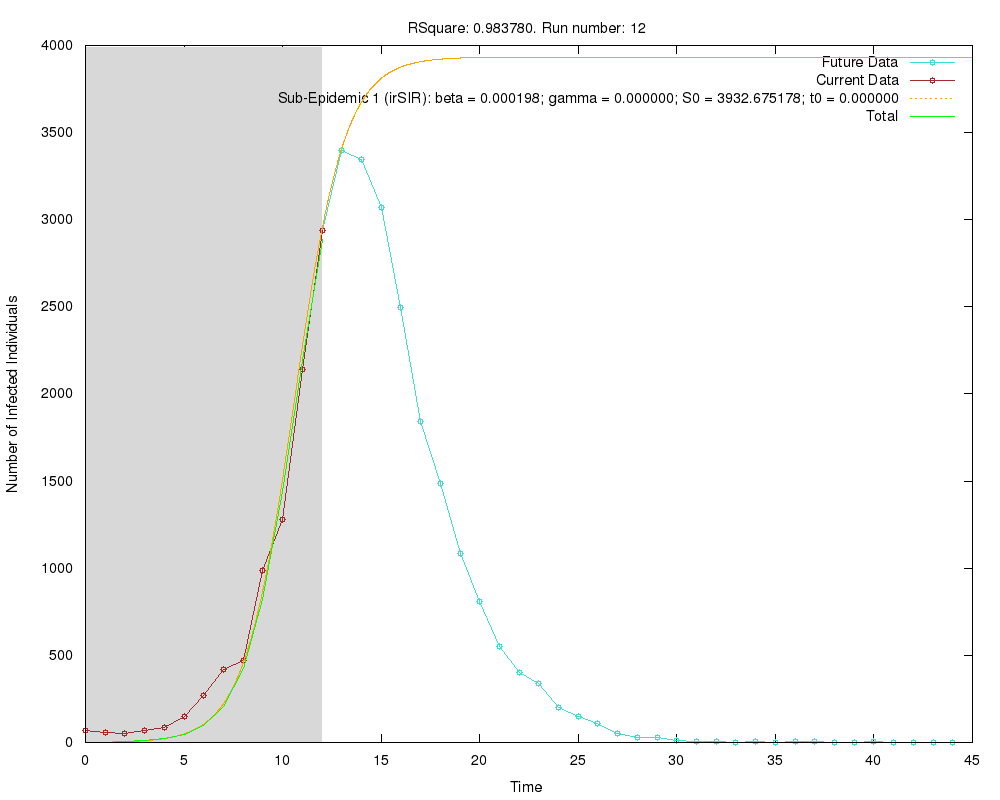 RSquare: 0.983780. Run number: 12
4000
3500
3000
2500
2000
1500
1000
500
0
Number of Infected Individuals
Future Data
Current Data
Sub-Epidemic 1 (irSIR): beta = 0.000198; gamma = 0.000000; S0 = 3932.675178; t0 = 0.000000
Total
0 5 10 15 20 25 30 35 40 45
Time